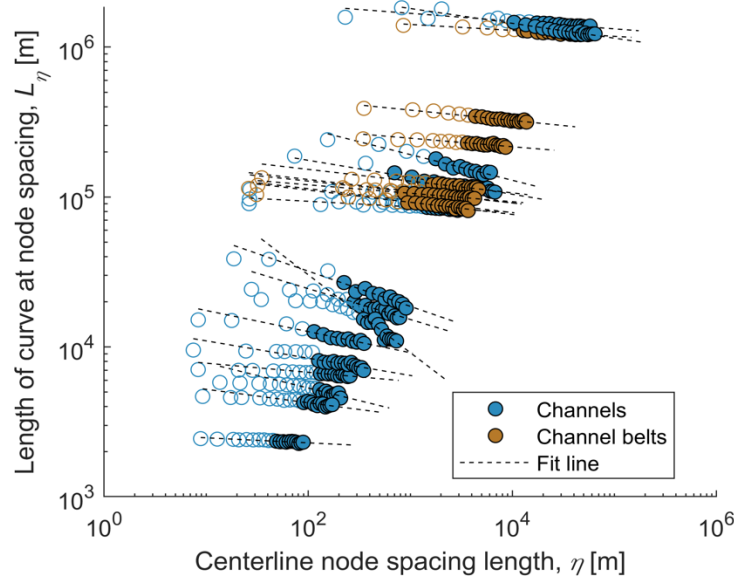 Length of curve at node spacing, L_η [m]
10^6
10^5
10^4
10^3
Channels
Channel belts
Fit line
10^0
10^2
10^4
10^6
Centerline node spacing length, η [m]